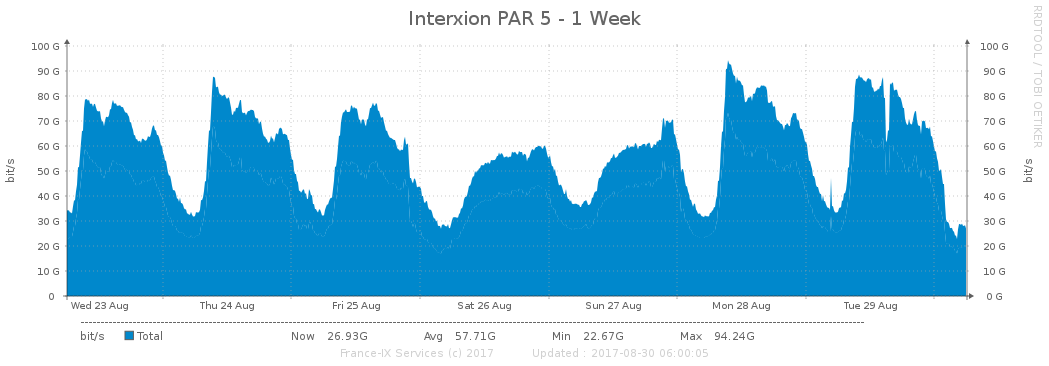 Interxion PAR 5 - 1 Week
RRDTOOL / TOBI OETIKER
100 G 100 G
90 G 90 G
80 G 80 G
70 G 70 G
60 G 60 G
50 G 50 G
40 G 40 G
30 G 30 G
20 G 20 G
10 G 10 G
0 0 G
bit/s bit/s
Wed 23 Aug Thu 24 Aug Fri 25 Aug Sat 26 Aug Sun 27 Aug Mon 28 Aug Tue 29 Aug
bit/s Total Now 26.93G Avg 57.71G Min 22.67G Max 94.24G
France-IX Services (c) 2017 Updated : 2017-08-30 06:00:05